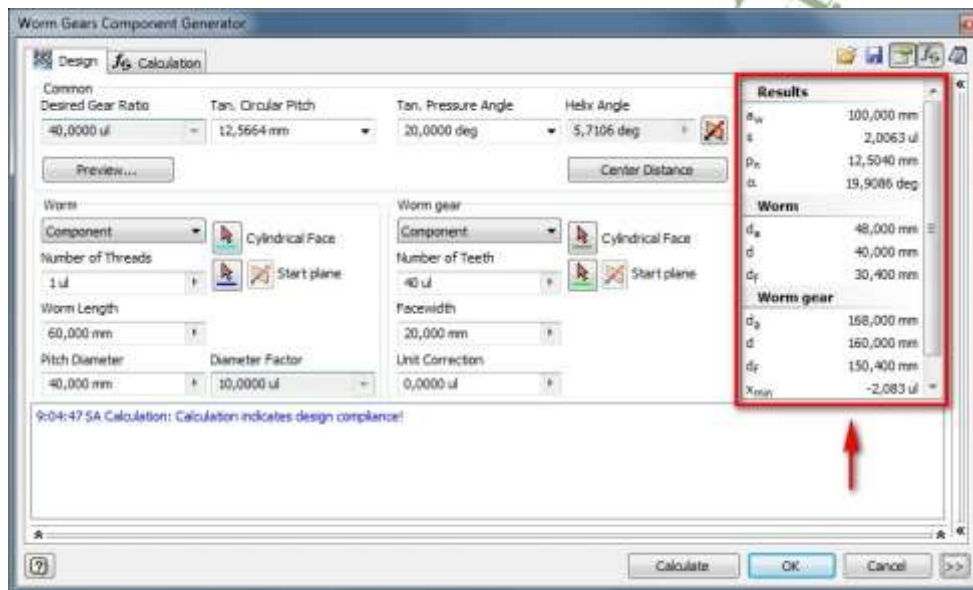 Worm Gears Component Generator
Design Calculation
Common
Desired Gear Ratio Tan. Circular Pitch Tan. Pressure Angle Helix Angle
40,0000 ul 12,5664 mm 20,0000 deg 5,7106 deg
Preview... Center Distance
Worm Worm gear
Component Cylindrical Face Component Cylindrical Face
Number of Threads Start plane Number of Teeth Start plane
1 ul 40 ul
Worm Length Facewidth
60,000 mm 20,000 mm
Pitch Diameter Diameter Factor Unit Correction
40,000 mm 10,0000 ul 0,0000 ul
Results
aw 100,000 mm
ε 2,0063 ul
pn 12,5040 mm
α 19,9086 deg
Worm
da 48,000 mm
d 40,000 mm
df 30,400 mm
Worm gear
da 168,000 mm
d 160,000 mm
df 150,400 mm
xmin -2,083 ul
9:04:47 SA Calculation: Calculation indicates design compliance!
Calculate OK Cancel >>